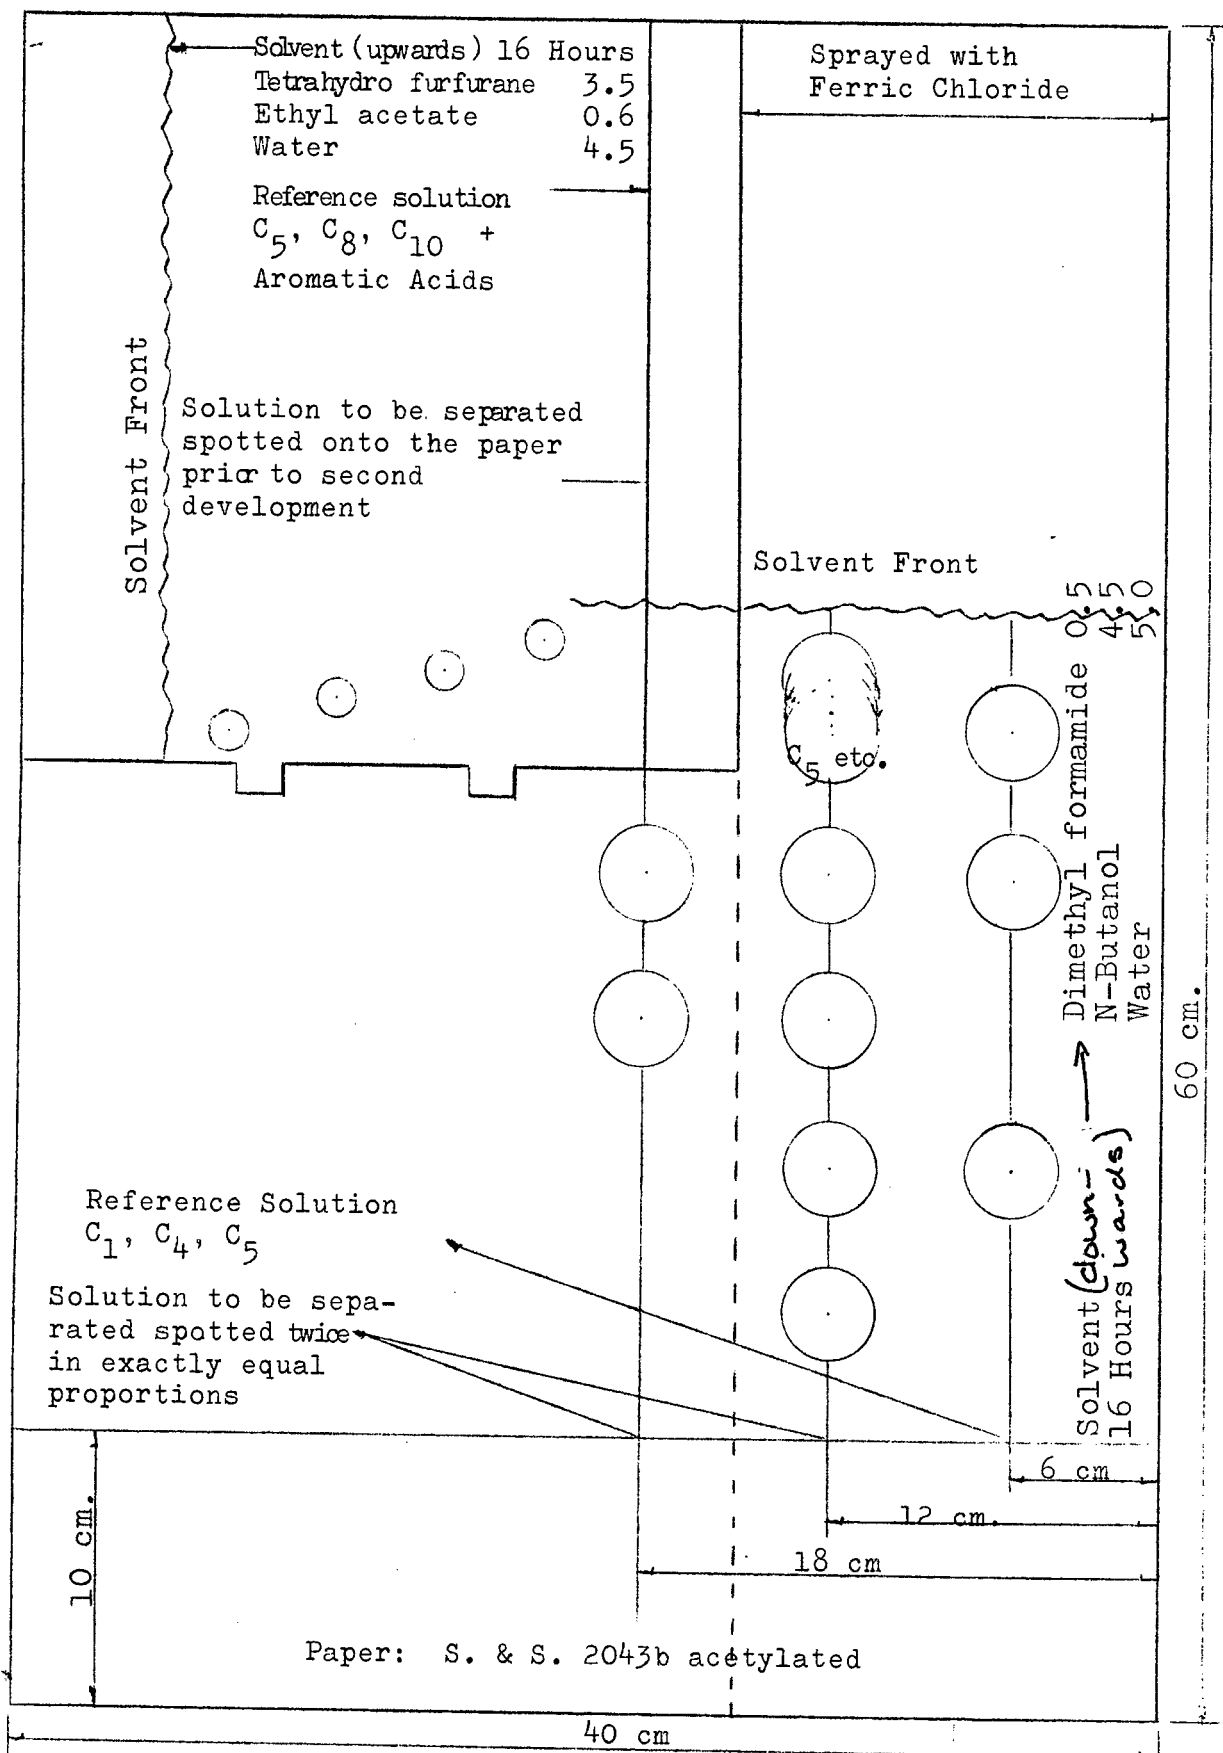 Solvent (upwards) 16 Hours
Tetrahydro furfurane 3.5
Ethyl acetate 0.6
Water 4.5
Reference solution
C5, C8, C10 +
Aromatic Acids
Sprayed with
Ferric Chloride
Solvent Front
Solution to be separated
spotted onto the paper
prior to second
development
Solvent Front
C5 etc.
Solvent (down-
16 Hours wards)
Dimethyl formamide 0.5
N-Butanol 4.5
Water 5.0
60 cm.
Reference Solution
C1, C4, C5
Solution to be sepa-
rated spotted twice
in exactly equal
proportions
6 cm
12 cm.
18 cm
10 cm.
Paper: S. & S. 2043b acetylated
40 cm